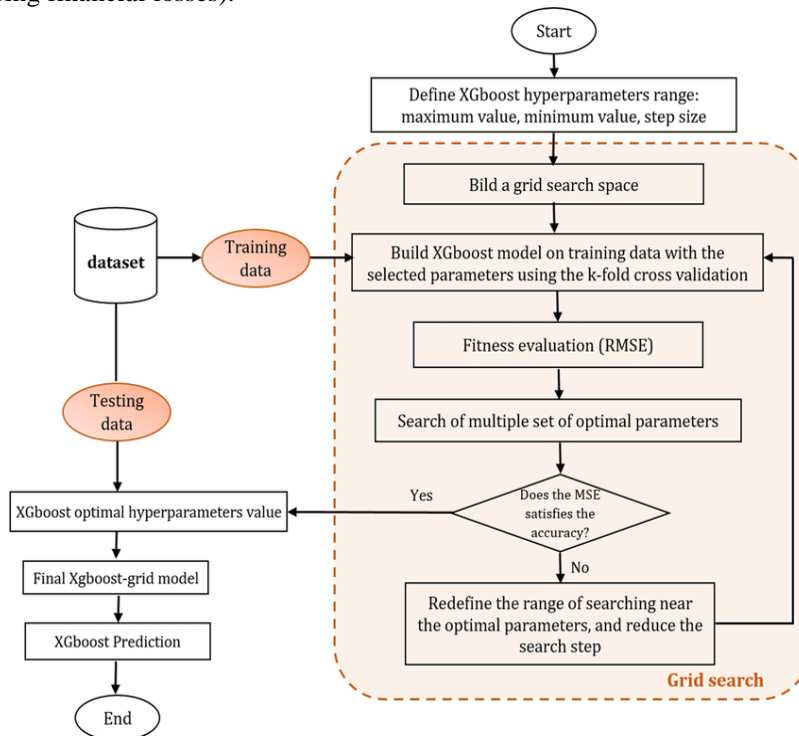 ing financial losses).
Start
Define XGboost hyperparameters range:
maximum value, minimum value, step size
Bild a grid search space
dataset
Training
data
Build XGboost model on training data with the
selected parameters using the k-fold cross validation
Fitness evaluation (RMSE)
Testing
data
Search of multiple set of optimal parameters
Does the MSE
satisfies the
accuracy?
Yes
XGboost optimal hyperparameters value
No
Final Xgboost-grid model
Redefine the range of searching near
the optimal parameters, and reduce the
search step
XGboost Prediction
Grid search
End